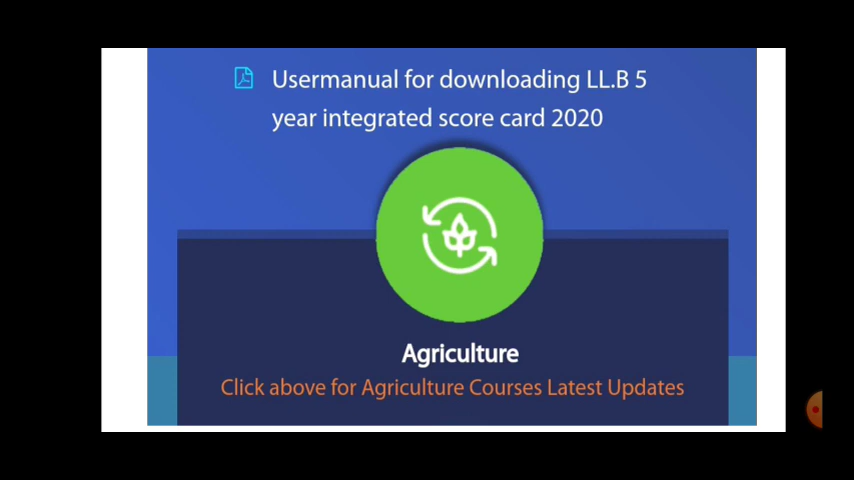 Usermanual for downloading LL.B 5
year integrated score card 2020
Agriculture
Click above for Agriculture Courses Latest Updates